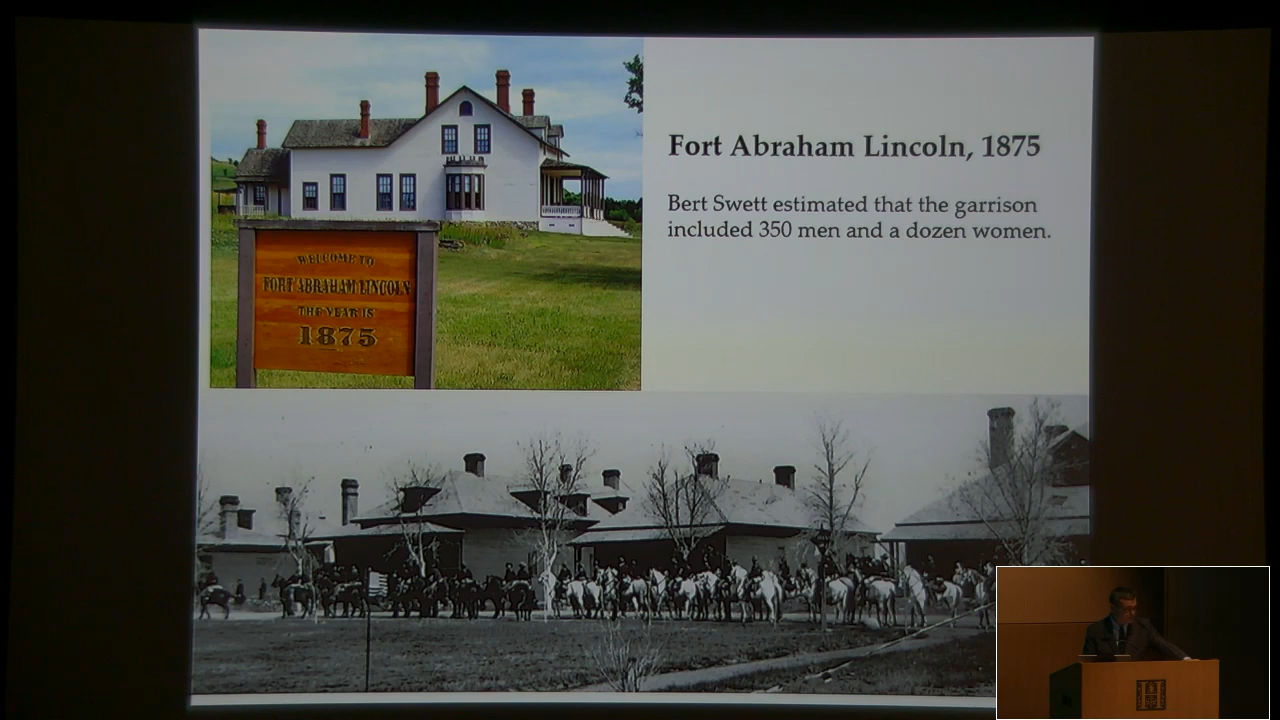 WELCOME TO
FORT ABRAHAM LINCOLN
THE YEAR IS
1875
Fort Abraham Lincoln, 1875
Bert Swett estimated that the garrison
included 350 men and a dozen women.